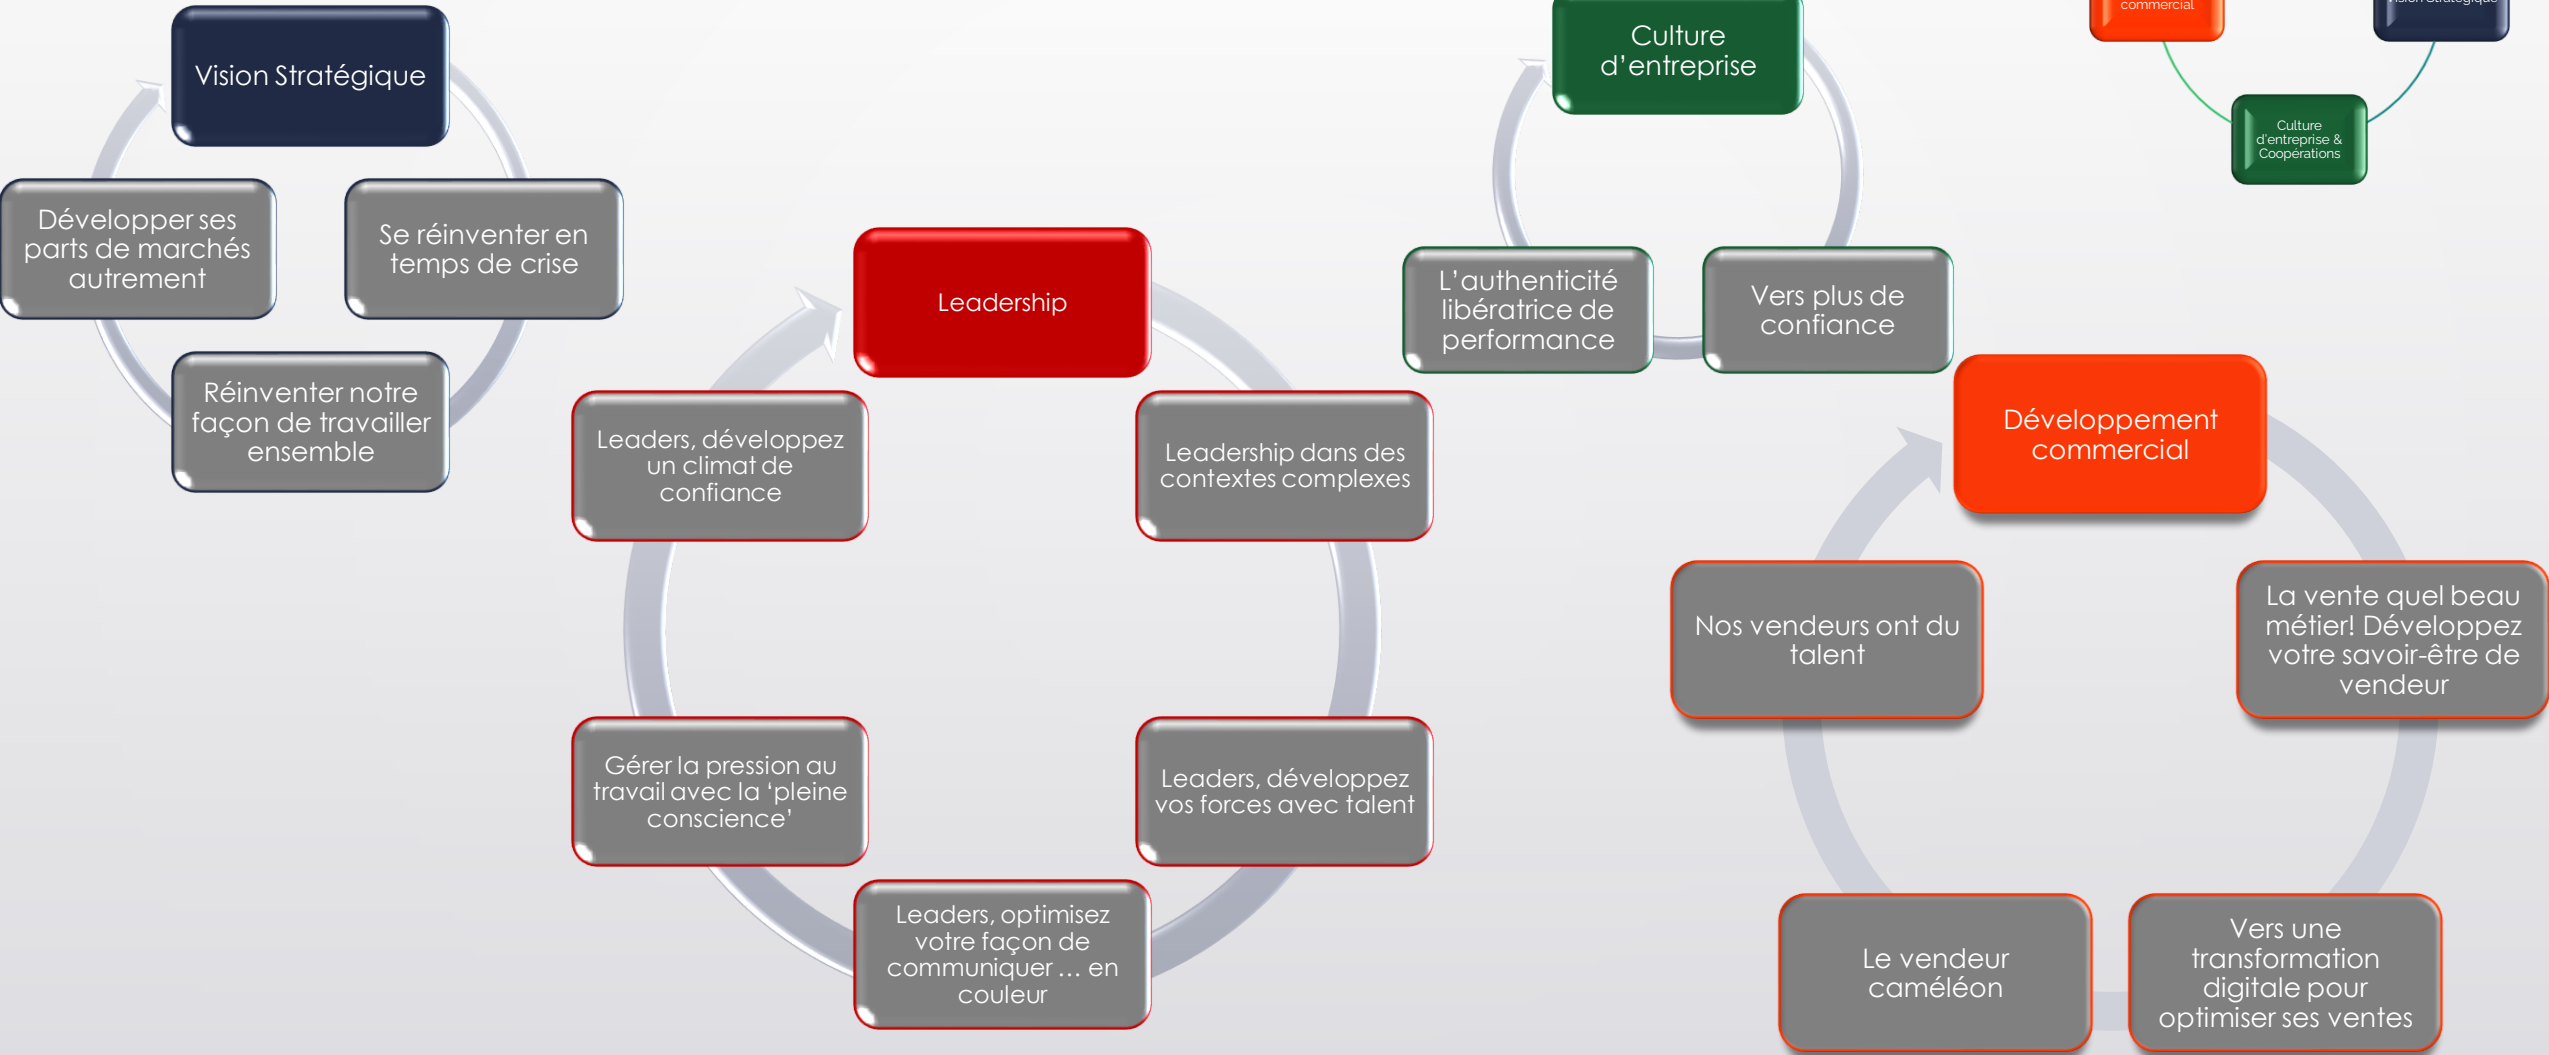 Vision Stratégique
Développer ses
parts de marchés
autrement
Se réinventer en
temps de crise
Réinventer notre
façon de travailler
ensemble
Leadership
Leaders, développez
un climat de
confiance
Leadership dans des
contextes complexes
Gérer la pression au
travail avec la ‘pleine
conscience’
Leaders, développez
vos forces avec talent
Leaders, optimisez
votre façon de
communiquer … en
couleur
Culture
d’entreprise
L’authenticité
libératrice de
performance
Vers plus de
confiance
commercial
Vision Stratégique
Culture
d'entreprise &
Coopérations
Développement
commercial
Nos vendeurs ont du
talent
La vente quel beau
métier! Développez
votre savoir-être de
vendeur
Le vendeur
caméléon
Vers une
transformation
digitale pour
optimiser ses ventes